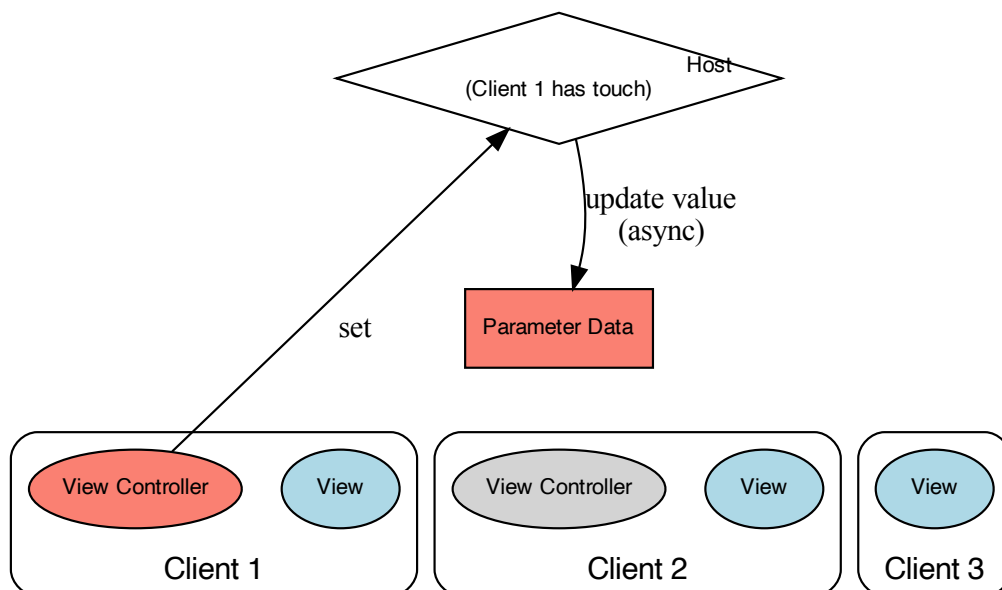 Host
(Client 1 has touch)
update value
(async)
set
Parameter Data
View Controller
View
View Controller
View
View
Client 1
Client 2
Client 3